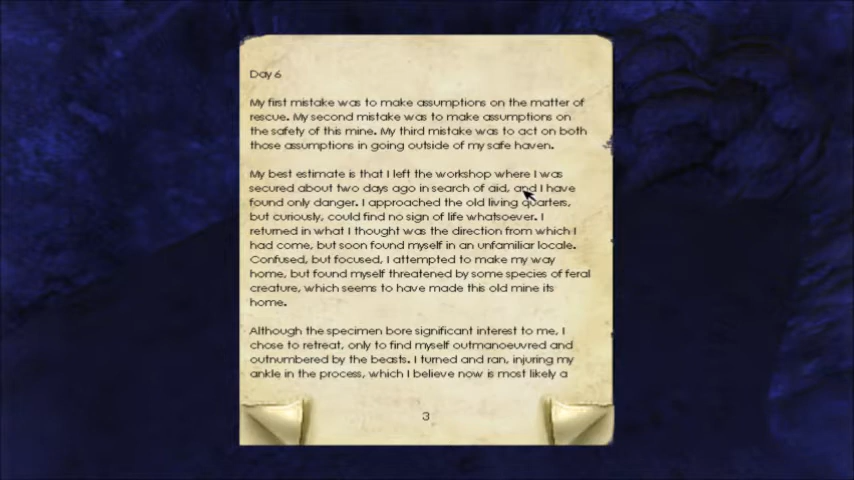 Day 6
My first mistake was to make assumptions on the matter of
rescue. My second mistake was to make assumptions on
the safety of this mine. My third mistake was to act on both
those assumptions in going outside of my safe haven.
My best estimate is that I left the workshop where I was
secured about two days ago in search of aid, and I have
found only danger. I approached the old living quarters,
but curiously, could find no sign of life whatsoever. I
returned in what I thought was the direction from which I
had come, but soon found myself in an unfamiliar locale.
Confused, but focused, I attempted to make my way
home, but found myself threatened by some species of feral
creature, which seems to have made this old mine its
home.
Although the specimen bore significant interest to me, I
chose to retreat, only to find myself outmanoeuvred and
outnumbered by the beasts. I turned and ran, injuring my
ankle in the process, which I believe now is most likely a
3